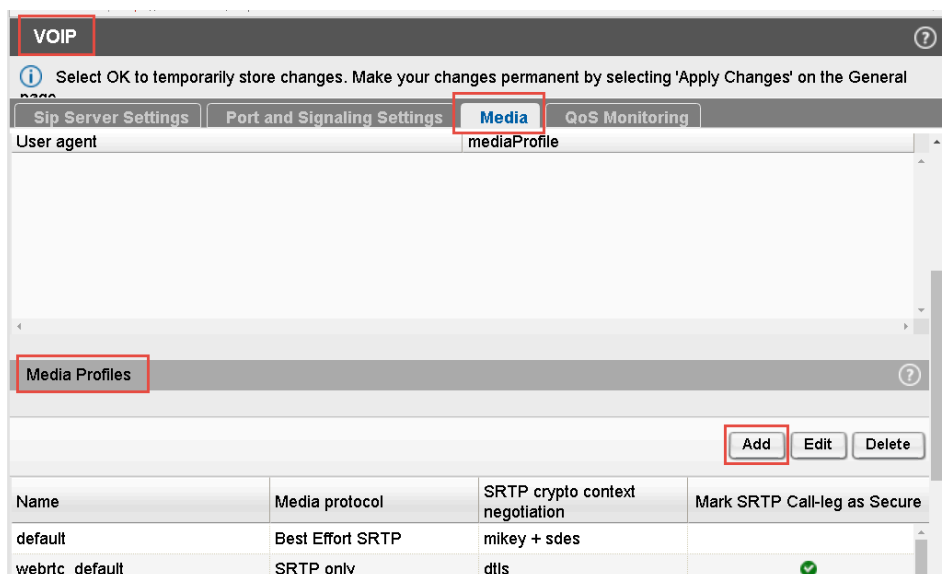 VOIP
Select OK to temporarily store changes. Make your changes permanent by selecting 'Apply Changes' on the General
Sip Server Settings Port and Signaling Settings Media QoS Monitoring
User agent mediaProfile
Media Profiles
Add Edit Delete
Name Media protocol SRTP crypto context negotiation Mark SRTP Call-leg as Secure
default Best Effort SRTP mikey + sdes
webrtc_default SRTP only dtls